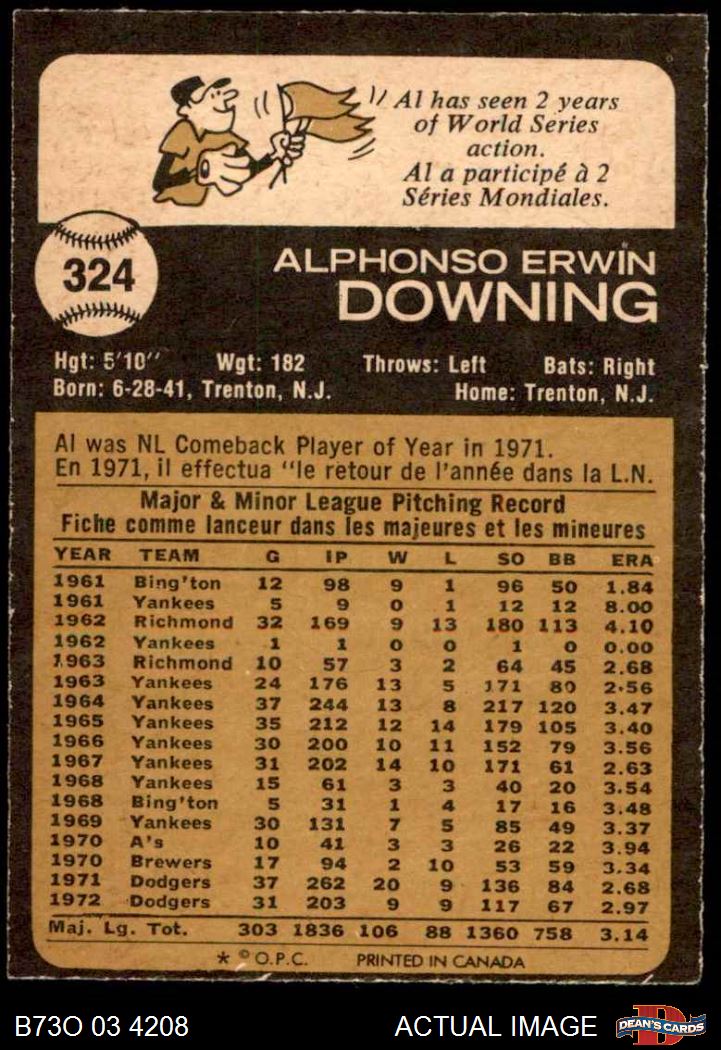 Al has seen 2 years
of World Series
action.
Al a participé à 2
Séries Mondiales.
324
ALPHONSO ERWIN
DOWNING
Hgt: 5'10" Wgt: 182 Throws: Left Bats: Right
Born: 6-28-41, Trenton, N.J. Home: Trenton, N.J.
Al was NL Comeback Player of Year in 1971.
En 1971, il effectua "le retour de l'année dans la L.N.
Major & Minor League Pitching Record
Fiche comme lanceur dans les majeures et les mineures
YEAR TEAM G IP W L SO BB ERA
1961 Bing'ton 12 98 9 1 96 50 1.84
1961 Yankees 5 9 0 1 12 12 8.00
1962 Richmond 32 169 9 13 180 113 4.10
1962 Yankees 1 1 0 0 1 0 0.00
1963 Richmond 10 57 3 2 64 45 2.68
1963 Yankees 24 176 13 5 171 80 2.56
1964 Yankees 37 244 13 8 217 120 3.47
1965 Yankees 35 212 12 14 179 105 3.40
1966 Yankees 30 200 10 11 152 79 3.56
1967 Yankees 31 202 14 10 171 61 2.63
1968 Yankees 15 61 3 3 40 20 3.54
1968 Bing'ton 5 31 1 4 17 16 3.48
1969 Yankees 30 131 7 5 85 49 3.37
1970 A's 10 41 3 3 26 22 3.94
1970 Brewers 17 94 2 10 53 59 3.34
1971 Dodgers 37 262 20 9 136 84 2.68
1972 Dodgers 31 203 9 9 117 67 2.97
Maj. Lg. Tot. 303 1836 106 88 1360 758 3.14
* © O.P.C. PRINTED IN CANADA
B73O 03 4208 ACTUAL IMAGE D DEAN'S CARDS